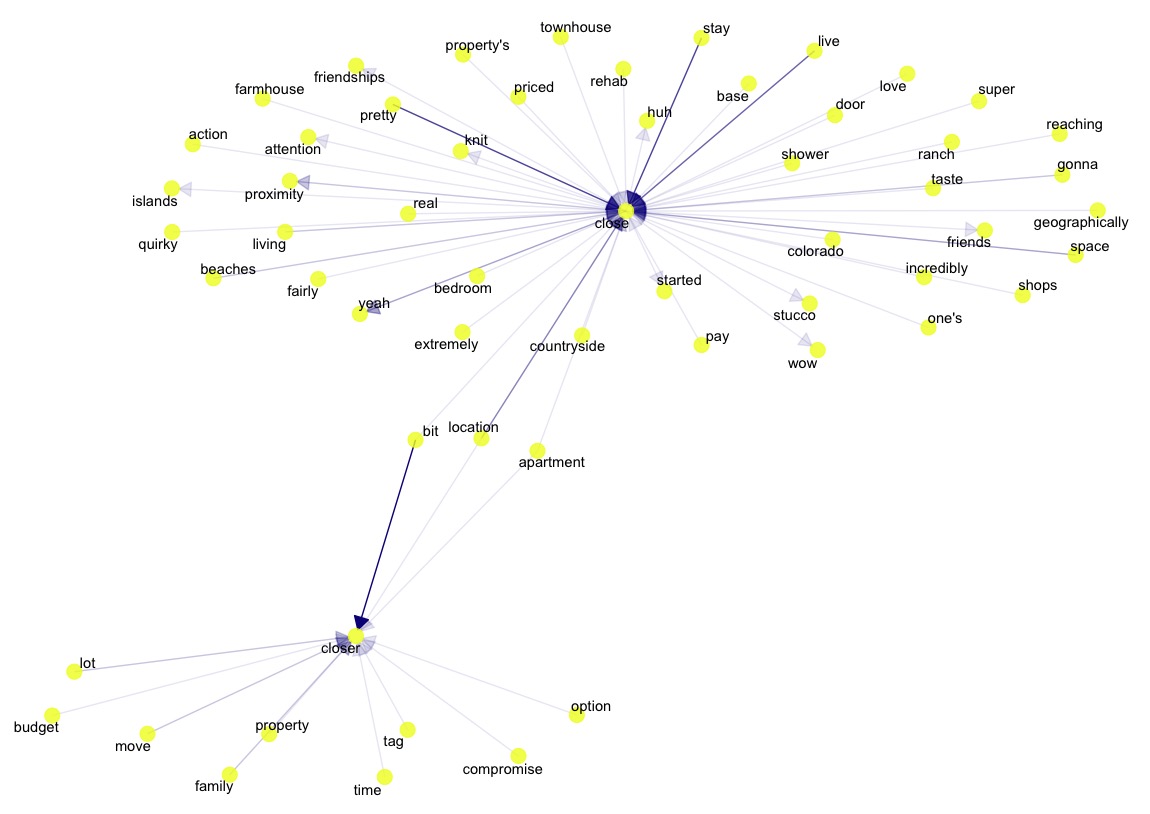 townhouse
stay
live
property's
friendships
rehab
love
farmhouse
priced
base
super
pretty
huh
door
reaching
action
knit
attention
shower
ranch
gonna
islands
proximity
real
taste
geographically
close
quirky
living
friends
space
colorado
beaches
incredibly
fairly
bedroom
started
shops
yeah
stucco
one's
extremely
countryside
pay
wow
bit
location
apartment
closer
lot
option
budget
move
property
tag
compromise
family
time